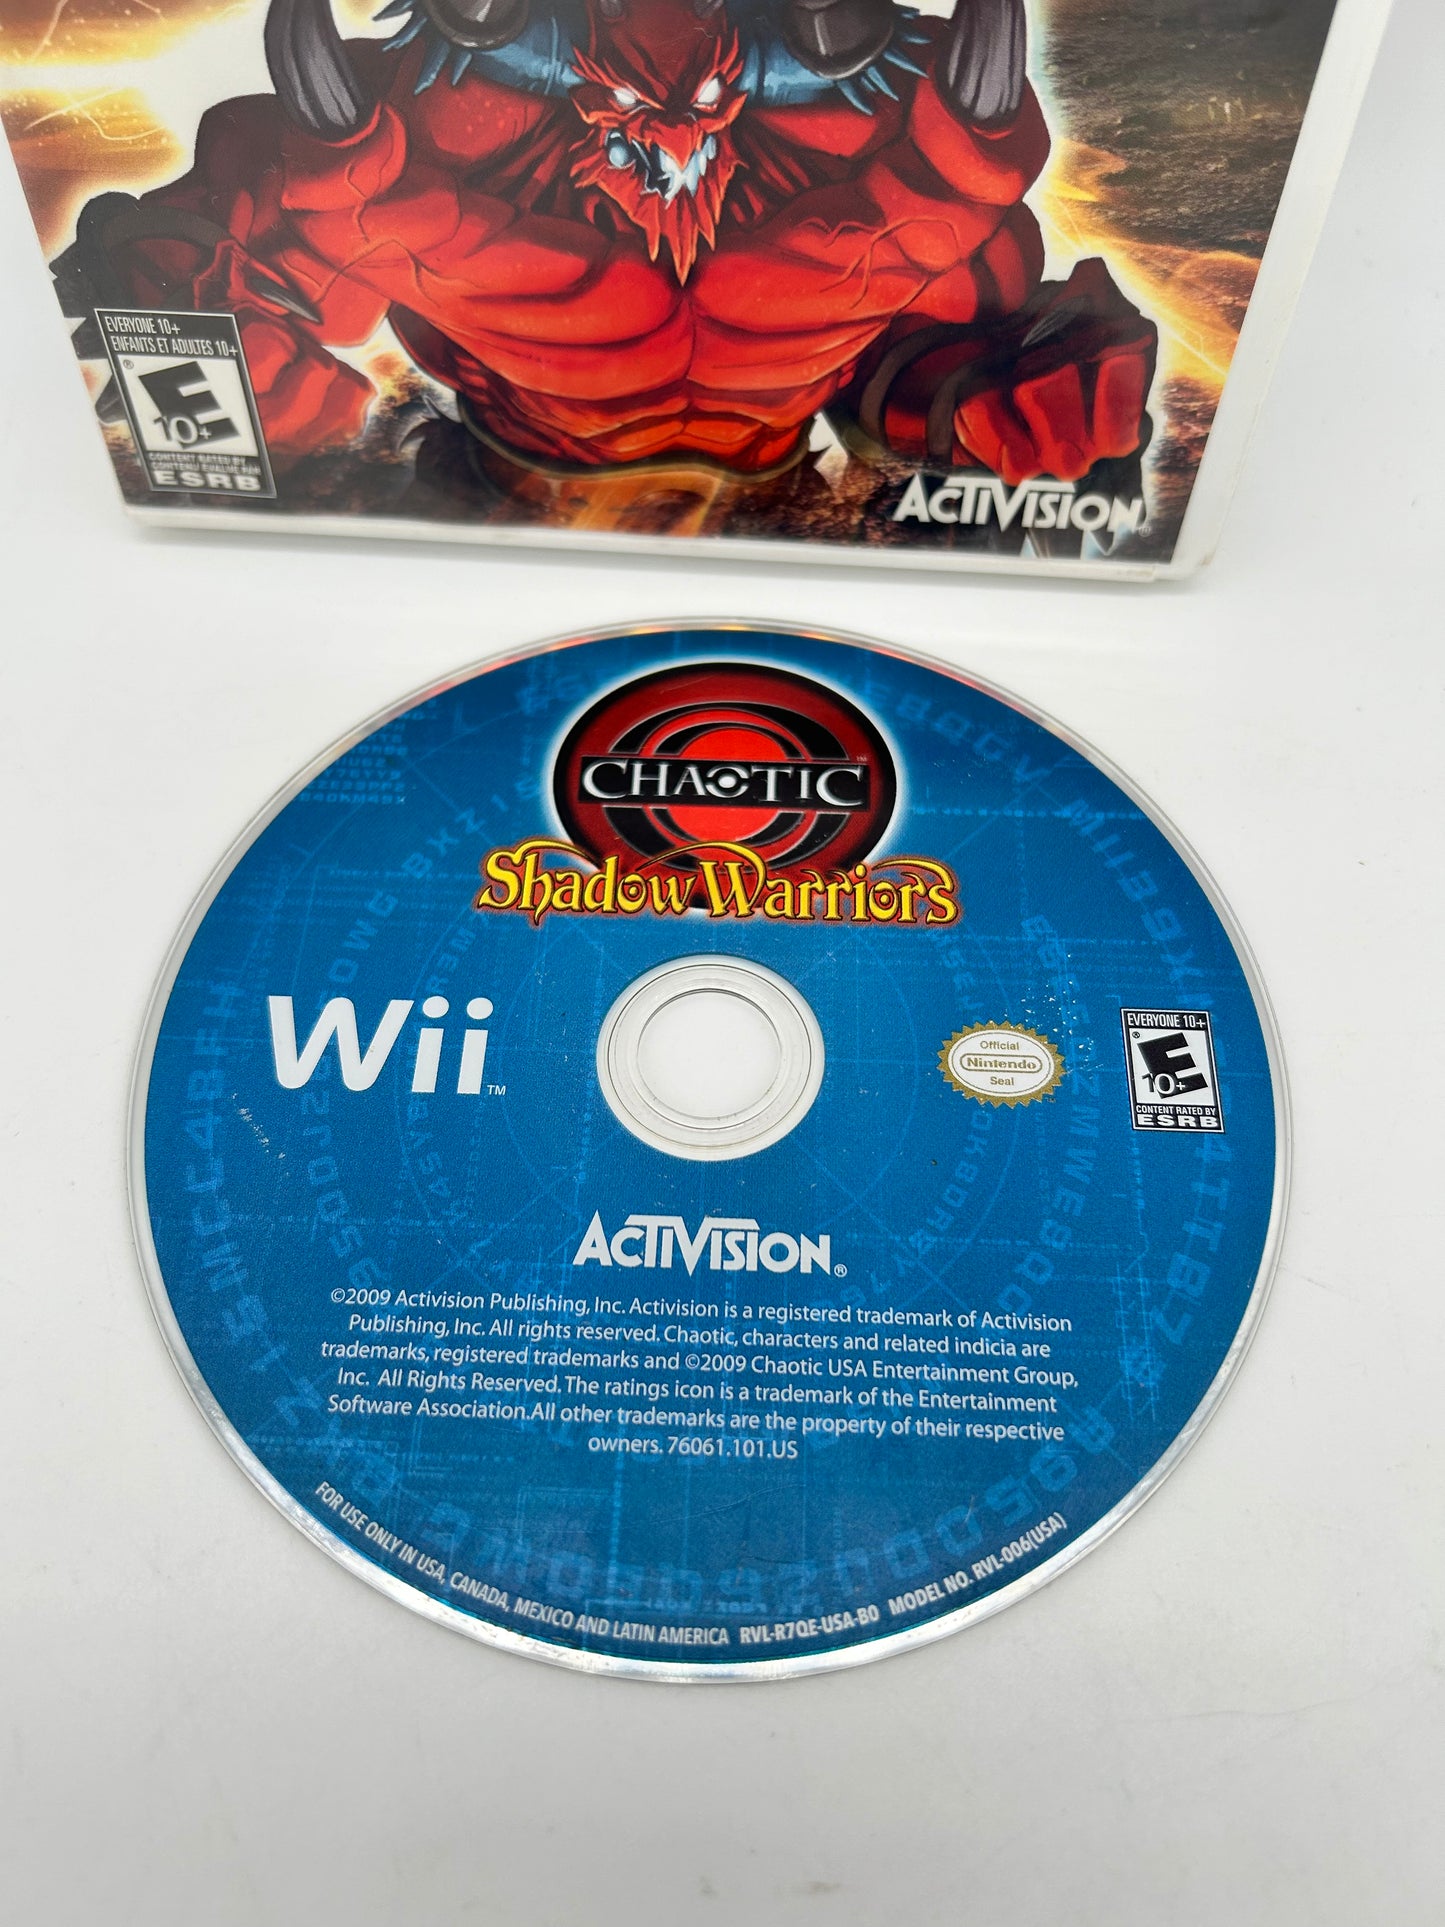 EVERYONE 10+
ENFANTS ET ADULTES 10+
E
10+
CONTENT RATED BY
CONTENU ÉVALUÉ PAR
ESRB
ACTIVISION
CHAOTIC™
Shadow Warriors
Wii™
Official
Nintendo
Seal
EVERYONE 10+
E
10+
CONTENT RATED BY
ESRB
ACTIVISION®
©2009 Activision Publishing, Inc. Activision is a registered trademark of Activision
Publishing, Inc. All rights reserved. Chaotic, characters and related indicia are
trademarks, registered trademarks and ©2009 Chaotic USA Entertainment Group,
Inc. All Rights Reserved. The ratings icon is a trademark of the Entertainment
Software Association.All other trademarks are the property of their respective
owners. 76061.101.US
FOR USE ONLY IN USA, CANADA, MEXICO AND LATIN AMERICA RVL-R7QE-USA-B0 MODEL NO. RVL-006(USA)